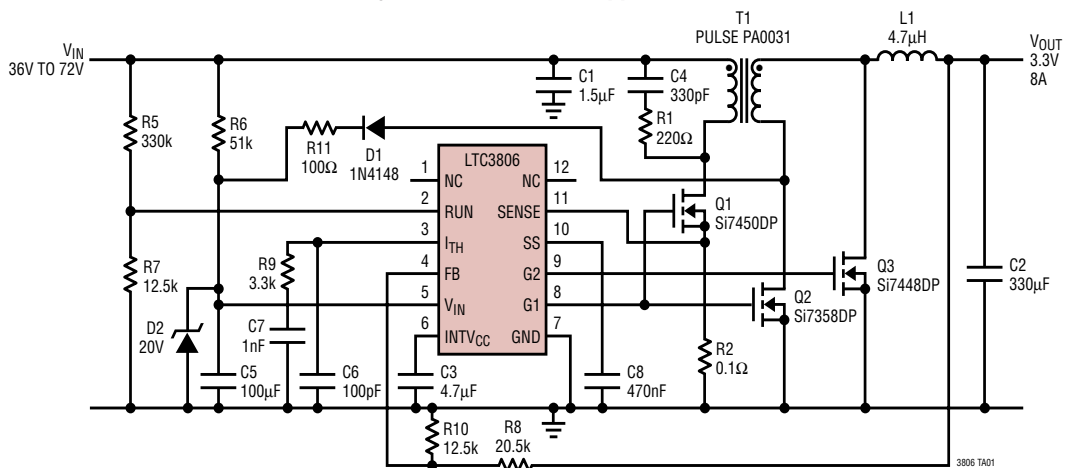 T1
PULSE PA0031
L1
4.7µH
VIN
36V TO 72V
VOUT
3.3V
8A
C1
1.5µF
C4
330pF
R1
220Ω
R5
330k
R6
51k
R11
100Ω
D1
1N4148
LTC3806
1
NC
12
NC
2
RUN
11
SENSE
3
ITH
10
SS
4
FB
9
G2
5
VIN
8
G1
6
INTVCC
7
GND
Q1
Si7450DP
Q2
Si7358DP
Q3
Si7448DP
C2
330µF
R9
3.3k
R7
12.5k
C7
1nF
D2
20V
C5
100µF
C6
100pF
C3
4.7µF
C8
470nF
R2
0.1Ω
R10
12.5k
R8
20.5k
3806 TA01